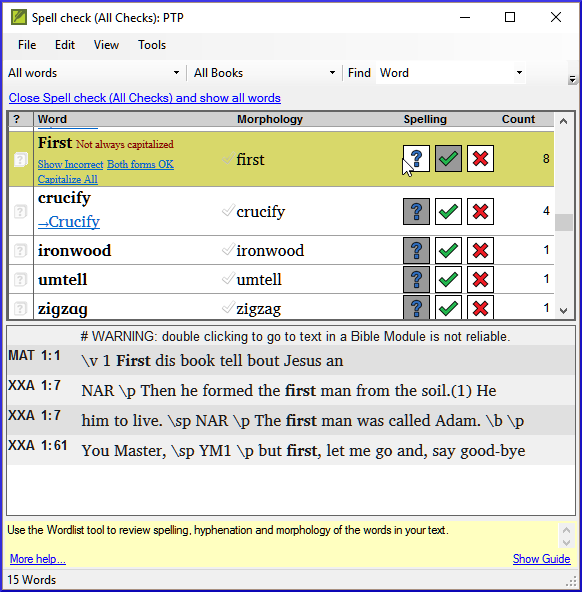 Spell check (All Checks): PTP
File Edit View Tools
All words All Books Find Word
Close Spell check (All Checks) and show all words
? Word Morphology Spelling Count
First Not always capitalized first 8
Show Incorrect Both forms OK
Capitalize All
crucify crucify 4
→Crucify
ironwood ironwood 1
umtell umtell 1
zigzag zigzag 1
# WARNING: double clicking to go to text in a Bible Module is not reliable.
MAT 1:1 \v 1 First dis book tell bout Jesus an
XXA 1:7 NAR \p Then he formed the first man from the soil.(1) He
XXA 1:7 him to live. \sp NAR \p The first man was called Adam. \b \p
XXA 1:61 You Master, \sp YM1 \p but first, let me go and, say good-bye
Use the Wordlist tool to review spelling, hyphenation and morphology of the words in your text.
More help... Show Guide
15 Words